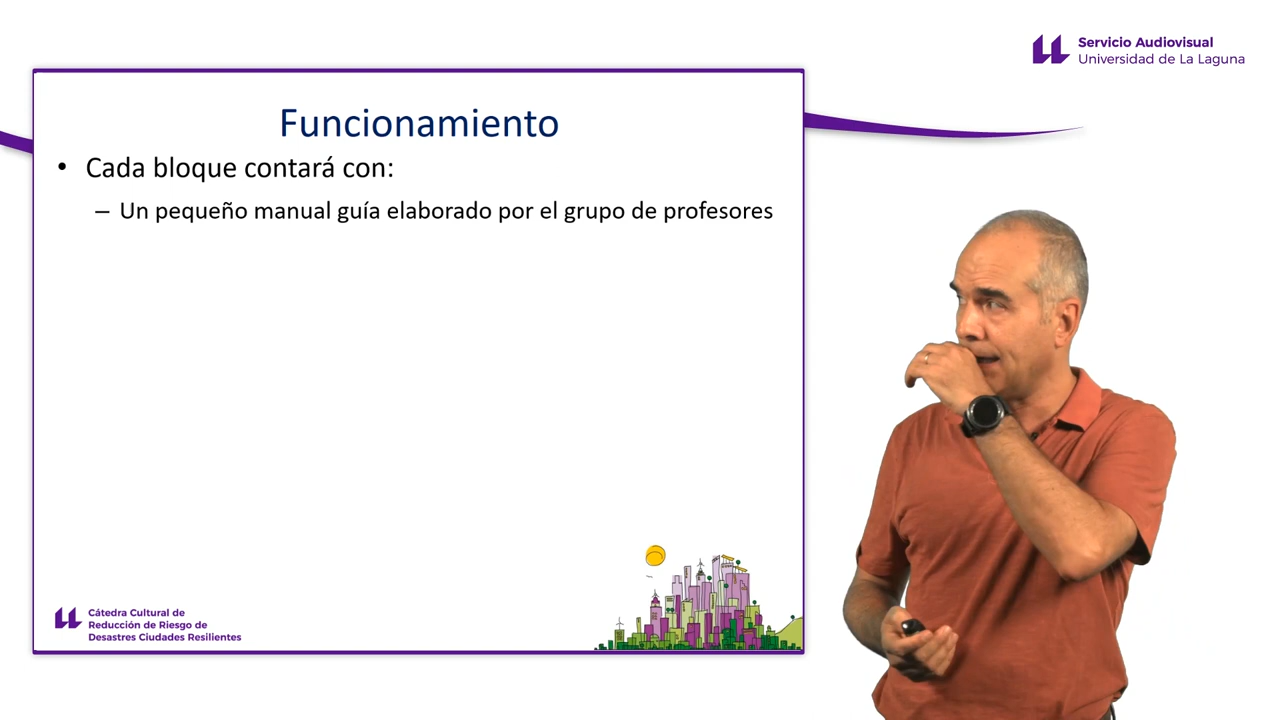 Servicio Audiovisual
Universidad de La Laguna
Funcionamiento
• Cada bloque contará con:
– Un pequeño manual guía elaborado por el grupo de profesores
Cátedra Cultural de
Reducción de Riesgo de
Desastres Ciudades Resilientes